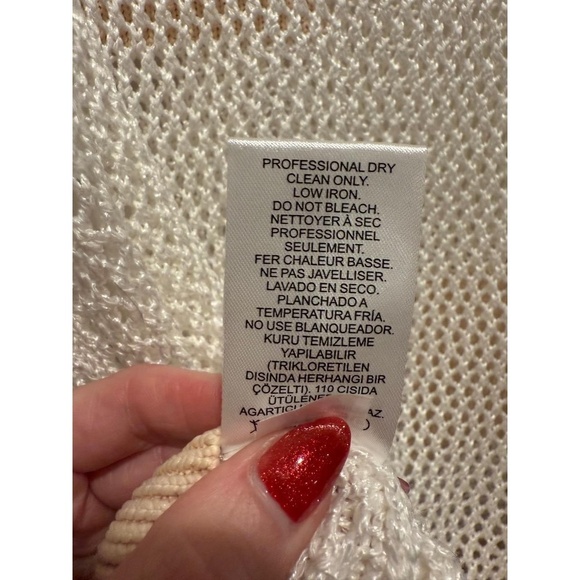 PROFESSIONAL DRY
CLEAN ONLY.
LOW IRON.
DO NOT BLEACH.
NETTOYER À SEC
PROFESSIONNEL
SEULEMENT.
FER CHALEUR BASSE.
NE PAS JAVELLISER.
LAVADO EN SECO.
PLANCHADO A
TEMPERATURA FRÍA.
NO USE BLANQUEADOR.
KURU TEMIZLEME
YAPILABILIR
(TRIKLORETILEN
DISINDA HERHANGI BIR
ÇOZELTI). 110 CISIDA